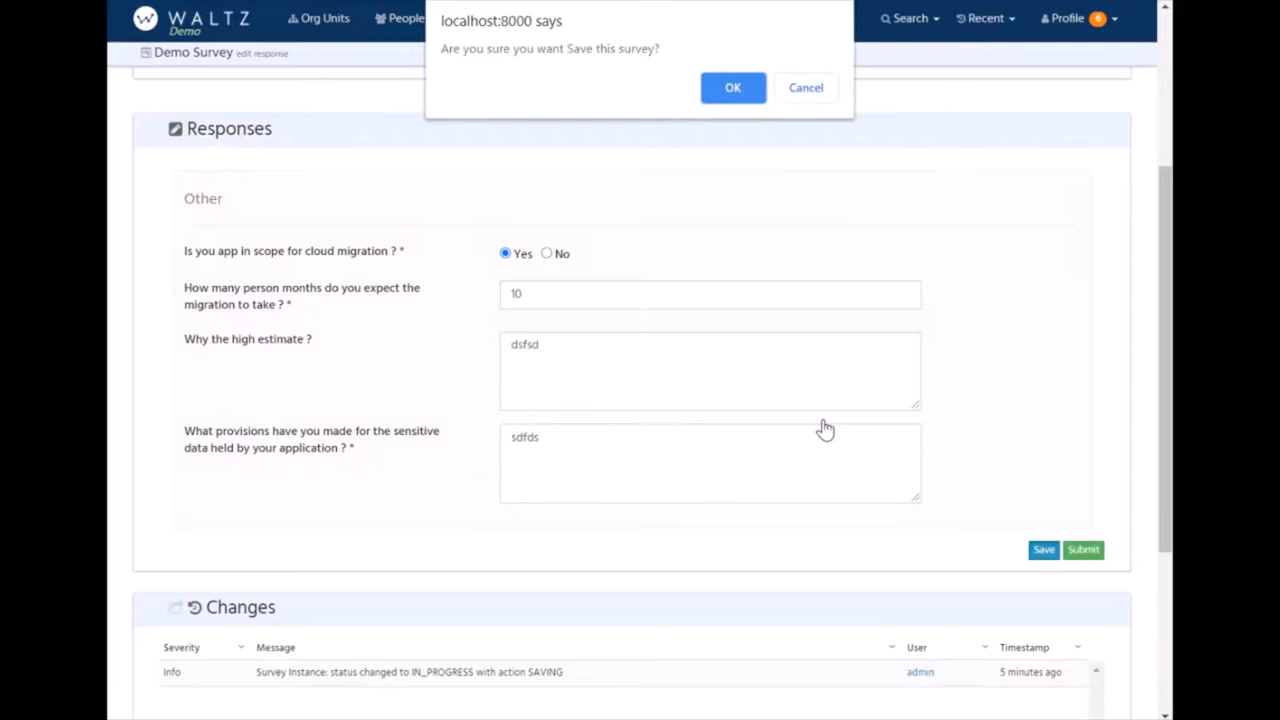 localhost:8000 says
Are you sure you want Save this survey?
OK Cancel
WALTZ
Demo
Org Units People Search Recent Profile 6
Demo Survey edit response
Responses
Other
Is you app in scope for cloud migration ? *
Yes No
How many person months do you expect the
migration to take ? *
10
Why the high estimate ?
dsfsd
What provisions have you made for the sensitive
data held by your application ? *
sdfds
Save Submit
Changes
Severity Message User Timestamp
Info Survey Instance: status changed to IN_PROGRESS with action SAVING admin 5 minutes ago